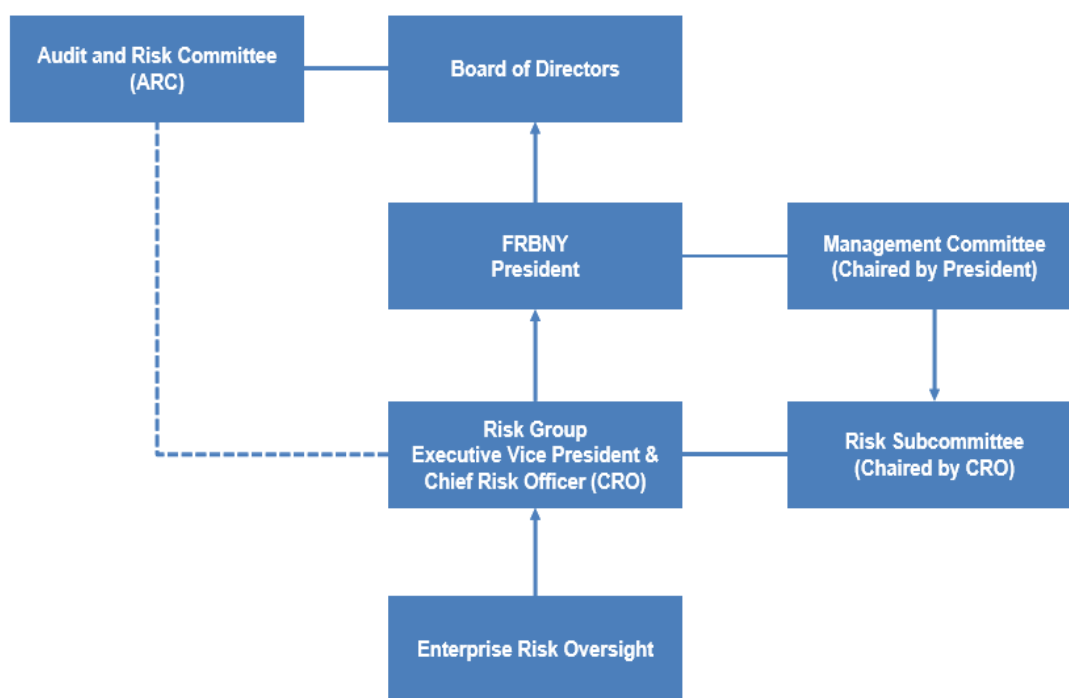 Audit and Risk Committee
(ARC)
Board of Directors
FRBNY
President
Management Committee
(Chaired by President)
Risk Group
Executive Vice President &
Chief Risk Officer (CRO)
Risk Subcommittee
(Chaired by CRO)
Enterprise Risk Oversight